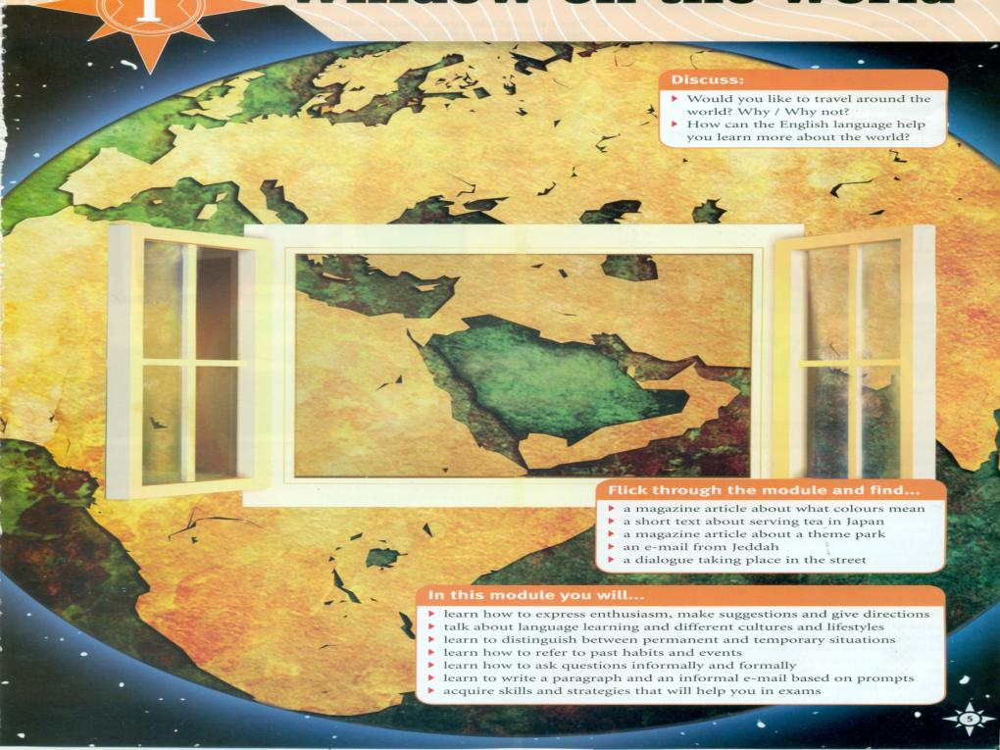 1
window on the world
Discuss:
Would you like to travel around the
world? Why / Why not?
How can the English language help
you learn more about the world?
Flick through the module and find...
a magazine article about what colours mean
a short text about serving tea in Japan
a magazine article about a theme park
an e-mail from Jeddah
a dialogue taking place in the street
In this module you will...
learn how to express enthusiasm, make suggestions and give directions
talk about language learning and different cultures and lifestyles
learn to distinguish between permanent and temporary situations
learn how to refer to past habits and events
learn how to ask questions informally and formally
learn to write a paragraph and an informal e-mail based on prompts
acquire skills and strategies that will help you in exams
5